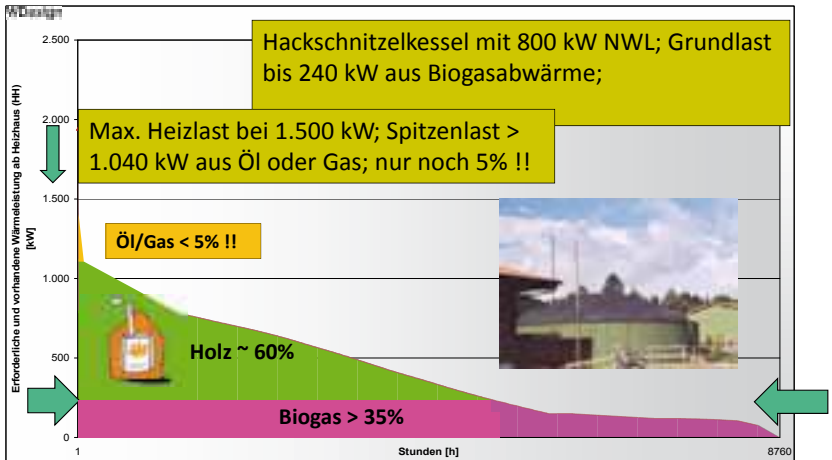 WDesign
2.500
Hackschnitzelkessel mit 800 kW NWL; Grundlast
bis 240 kW aus Biogasabwärme;
2.000
Max. Heizlast bei 1.500 kW; Spitzenlast >
1.040 kW aus Öl oder Gas; nur noch 5% !!
Erforderliche und vorhandene Wärmeleistung ab Heizhaus (HH)
[kW]
1.500
Öl/Gas < 5% !!
1.000
500
Holz ~ 60%
Biogas > 35%
0
1
Stunden [h]
8760